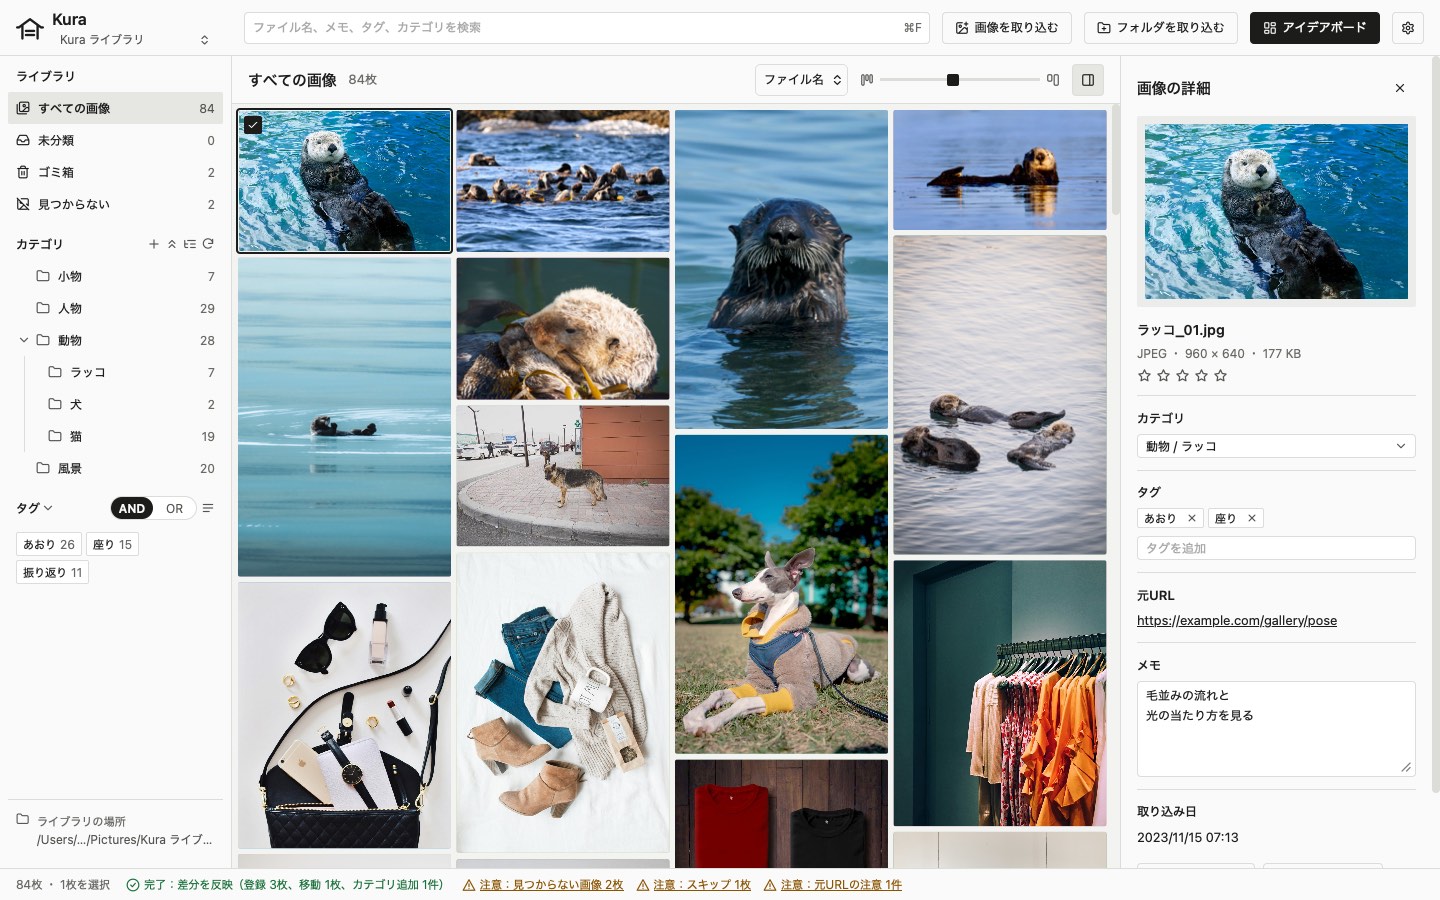 Kura
Kura ライブラリ
ファイル名、メモ、タグ、カテゴリを検索
⌘F
画像を取り込む
フォルダを取り込む
アイデアボード
ライブラリ
すべての画像 84
未分類 0
ゴミ箱 2
見つからない 2
カテゴリ
小物 7
人物 29
動物 28
ラッコ 7
犬 2
猫 19
風景 20
タグ
AND OR
あおり 26
座り 15
振り返り 11
ライブラリの場所
/Users/.../Pictures/Kura ライブ...
すべての画像 84枚
ファイル名
画像の詳細
ラッコ_01.jpg
JPEG ・ 960 × 640 ・ 177 KB
カテゴリ
動物 / ラッコ
タグ
あおり
座り
タグを追加
元URL
https://example.com/gallery/pose
メモ
毛並みの流れと
光の当たり方を見る
取り込み日
2023/11/15 07:13
84枚 ・ 1枚を選択
完了：差分を反映（登録 3枚、移動 1枚、カテゴリ追加 1件）
注意：見つからない画像 2枚
注意：スキップ 1枚
注意：元URLの注意 1件